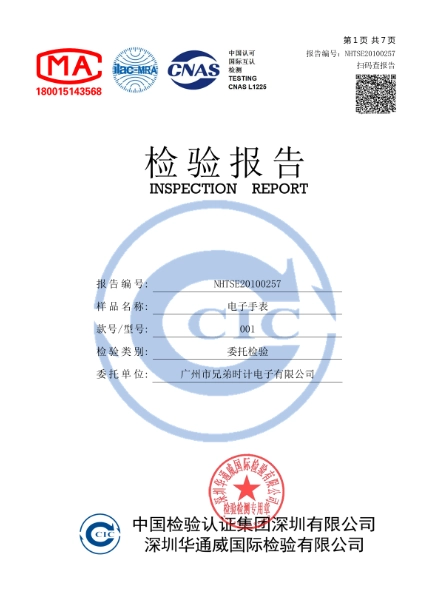 第 1 页 共 7 页
报告编号: NHTSE20100257
扫码查报告
MA
180015143568
ilac-MRA
CNAS
中国认可
国际互认
检测
TESTING
CNAS L1225
检验报告
INSPECTION REPORT
报告编号: NHTSE20100257
样品名称: 电子手表
款号/型号: 001
检验类别: 委托检验
委托单位: 广州市兄弟时计电子有限公司
CIC
深圳华通威国际检验有限公司
检验检测专用章
CIC
中国检验认证集团深圳有限公司
深圳华通威国际检验有限公司